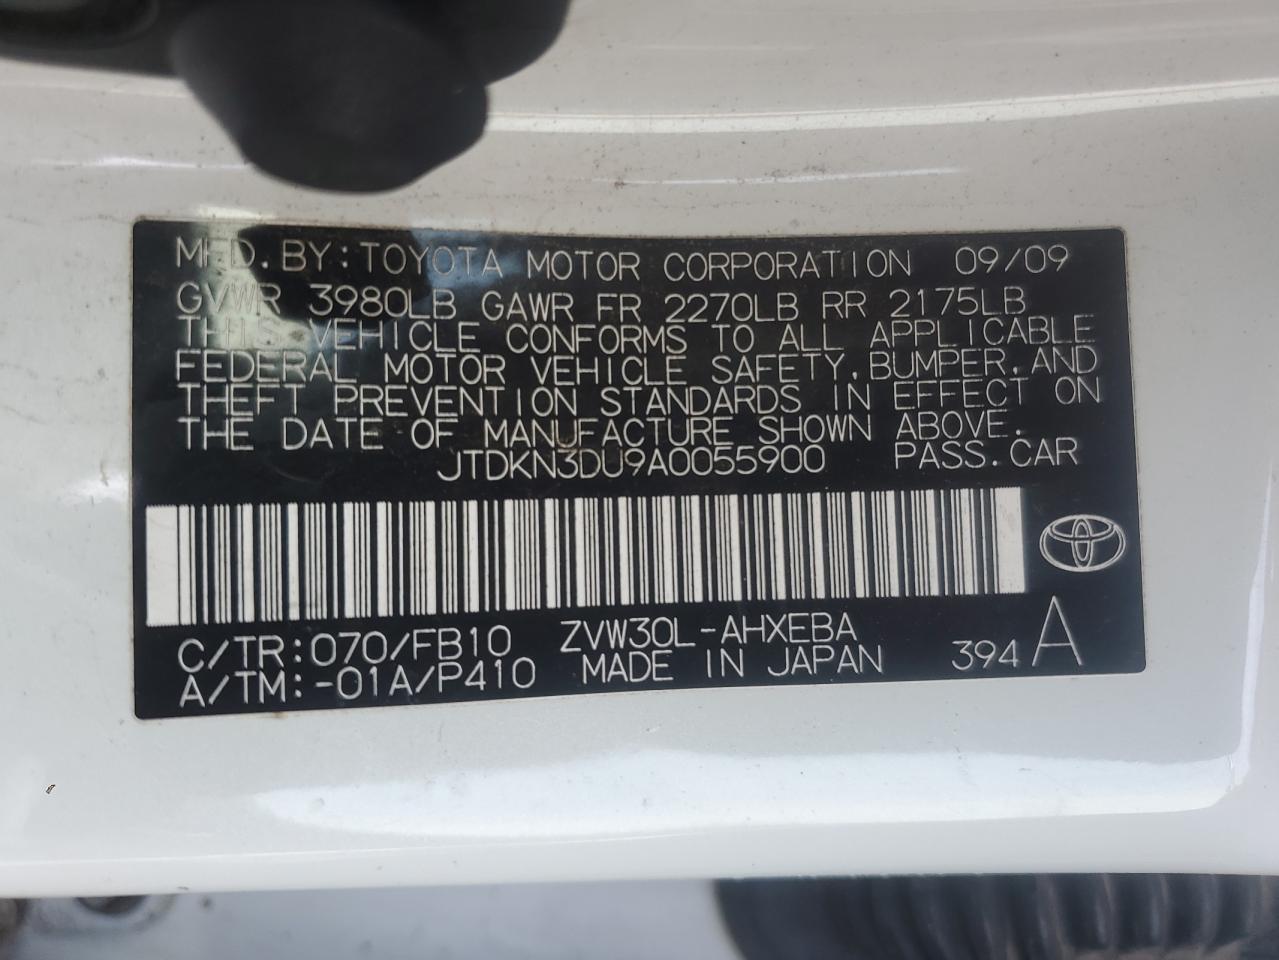 MFD. BY: TOYOTA MOTOR CORPORATION 09/09
GVWR 3980LB GAWR FR 2270LB RR 2175LB
THIS VEHICLE CONFORMS TO ALL APPLICABLE
FEDERAL MOTOR VEHICLE SAFETY, BUMPER, AND
THEFT PREVENTION STANDARDS IN EFFECT ON
THE DATE OF MANUFACTURE SHOWN ABOVE.
JTDKN3DU9A0055900 PASS. CAR
C/TR: 070/FB10 ZVW30L-AHXEBA
A/TM: -01A/P410 MADE IN JAPAN 394 A